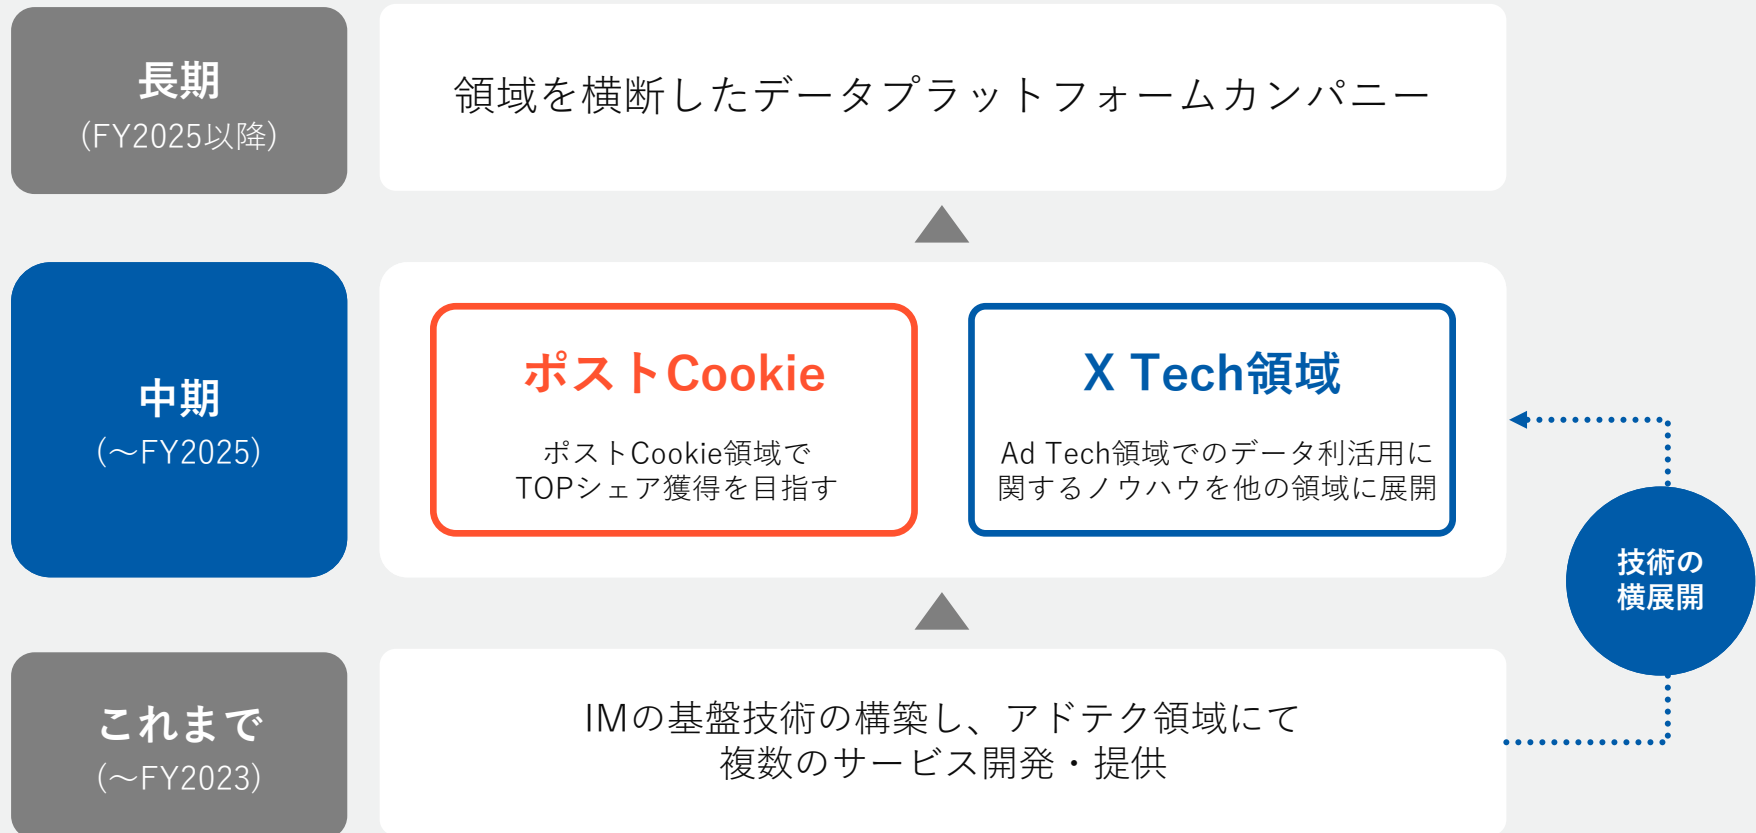 長期
(FY2025以降)
領域を横断したデータプラットフォームカンパニー
中期
(～FY2025)
ポストCookie
ポストCookie領域で
TOPシェア獲得を目指す
X Tech領域
Ad Tech領域でのデータ利活用に
関するノウハウを他の領域に展開
技術の
横展開
これまで
(～FY2023)
IMの基盤技術の構築し、アドテク領域にて
複数のサービス開発・提供